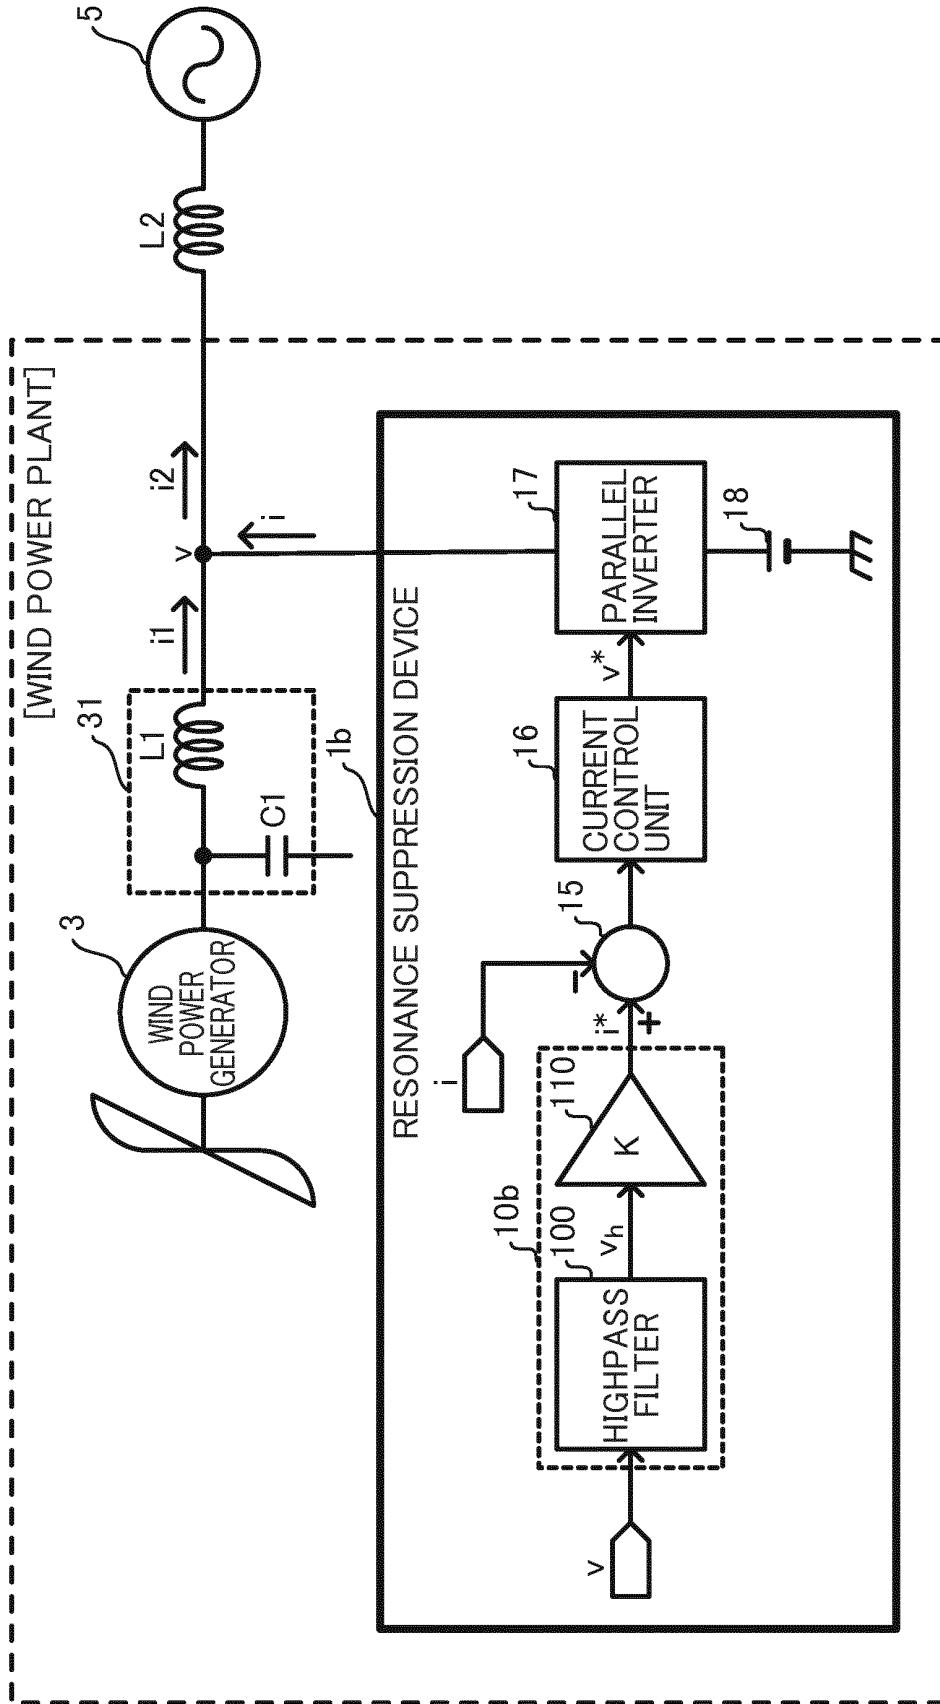 [WIND POWER PLANT]
3
WIND
POWER
GENERATOR
31
L1
C1
i1
v
i2
i
L2
5
1b
RESONANCE SUPPRESSION DEVICE
v
10b
100
HIGHPASS
FILTER
vₕ
110
K
i*
+
i
−
15
16
CURRENT
CONTROL
UNIT
v*
17
PARALLEL
INVERTER
18